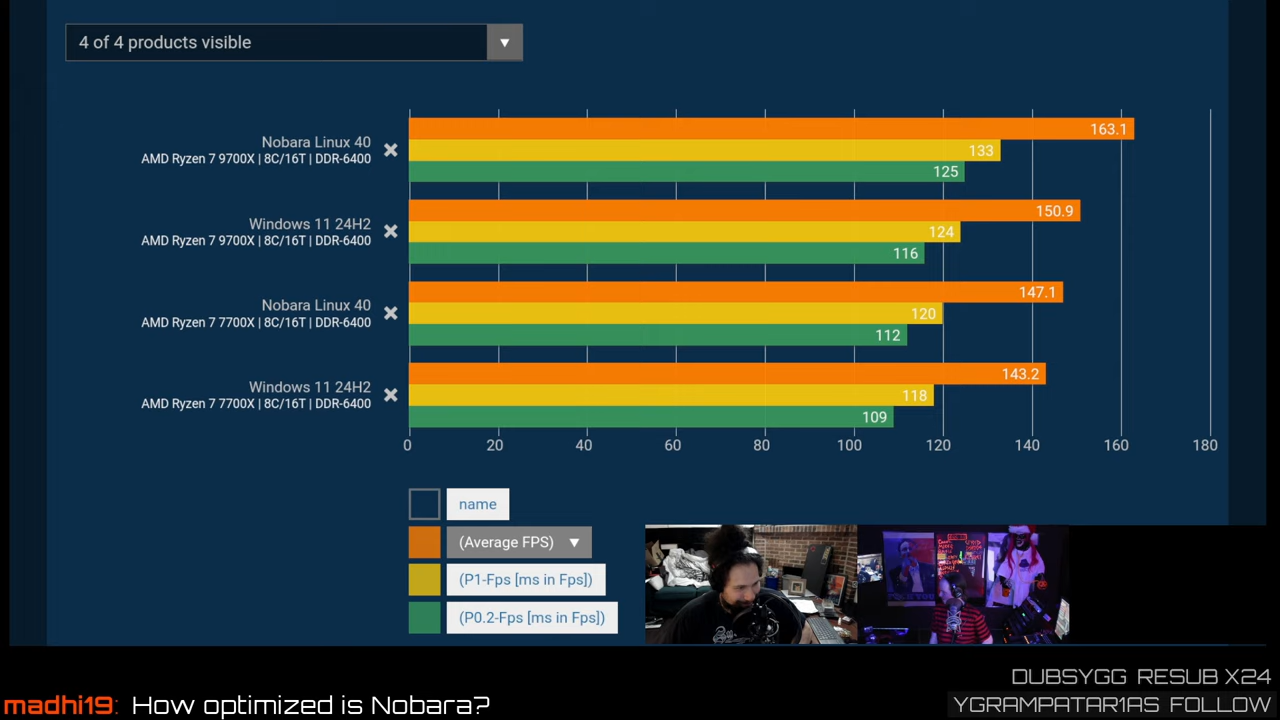 4 of 4 products visible
Nobara Linux 40
AMD Ryzen 7 9700X | 8C/16T | DDR-6400
163.1
133
125
Windows 11 24H2
AMD Ryzen 7 9700X | 8C/16T | DDR-6400
150.9
124
116
Nobara Linux 40
AMD Ryzen 7 7700X | 8C/16T | DDR-6400
147.1
120
112
Windows 11 24H2
AMD Ryzen 7 7700X | 8C/16T | DDR-6400
143.2
118
109
0 20 40 60 80 100 120 140 160 180
name
(Average FPS)
(P1-Fps [ms in Fps])
(P0.2-Fps [ms in Fps])
DUBSYGG RESUB X24
madhi19: How optimized is Nobara?
YGRAMPATAR1AS FOLLOW